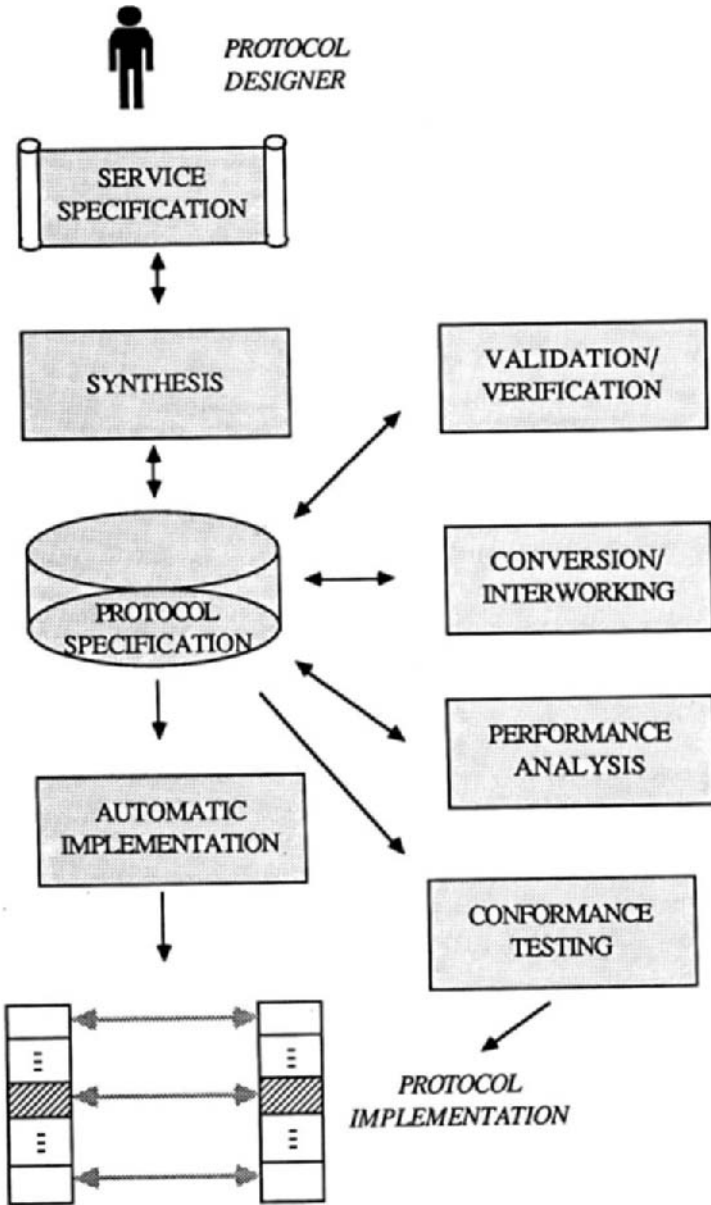 PROTOCOL
DESIGNER
SERVICE
SPECIFICATION
SYNTHESIS
VALIDATION/
VERIFICATION
PROTOCOL
SPECIFICATION
CONVERSION/
INTERWORKING
PERFORMANCE
ANALYSIS
AUTOMATIC
IMPLEMENTATION
CONFORMANCE
TESTING
PROTOCOL
IMPLEMENTATION